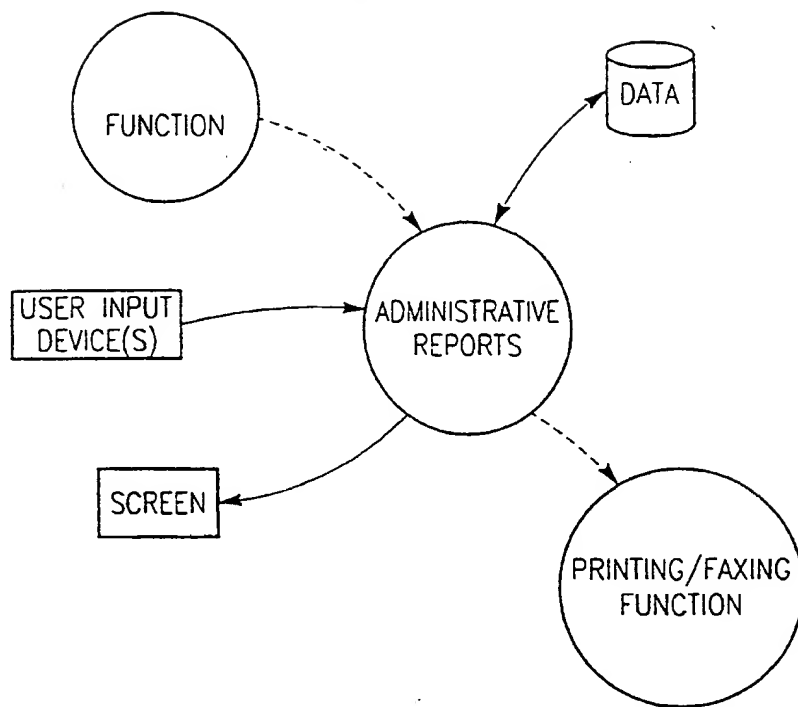 FUNCTION
DATA
USER INPUT
DEVICE(S)
ADMINISTRATIVE
REPORTS
SCREEN
PRINTING/FAXING
FUNCTION